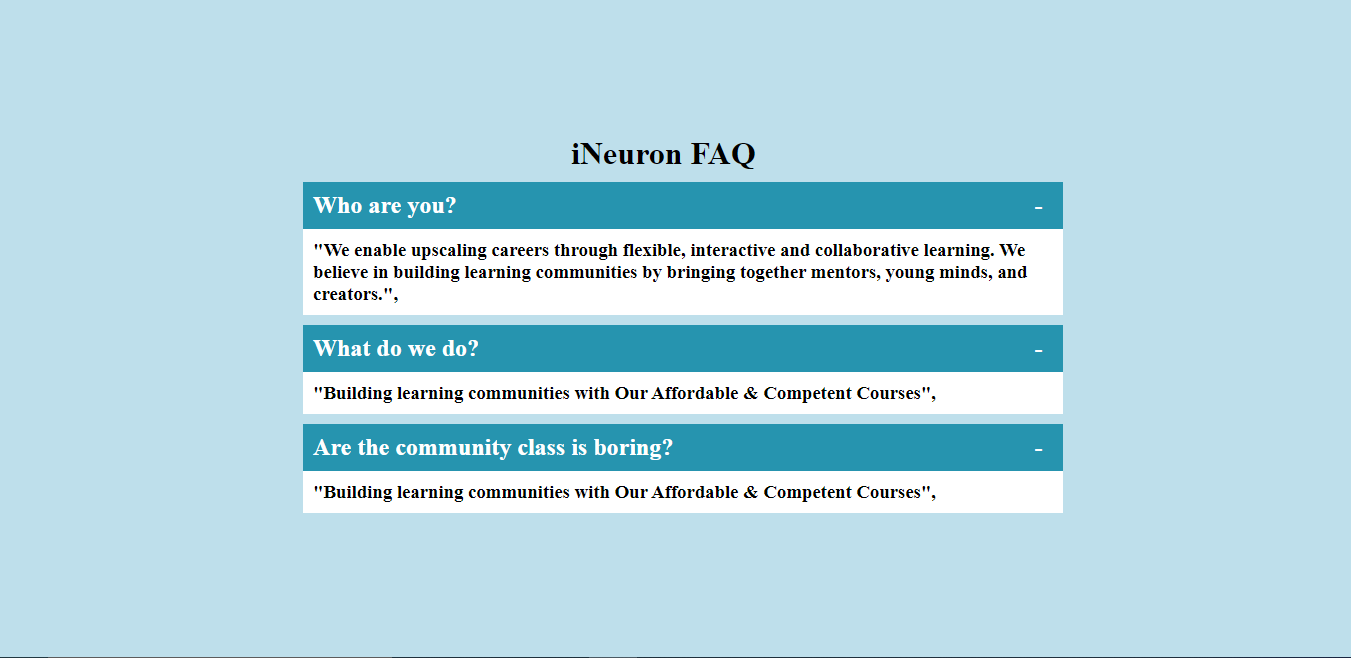 iNeuron FAQ
Who are you? -
"We enable upscaling careers through flexible, interactive and collaborative learning. We
believe in building learning communities by bringing together mentors, young minds, and
creators.",
What do we do? -
"Building learning communities with Our Affordable & Competent Courses",
Are the community class is boring? -
"Building learning communities with Our Affordable & Competent Courses",